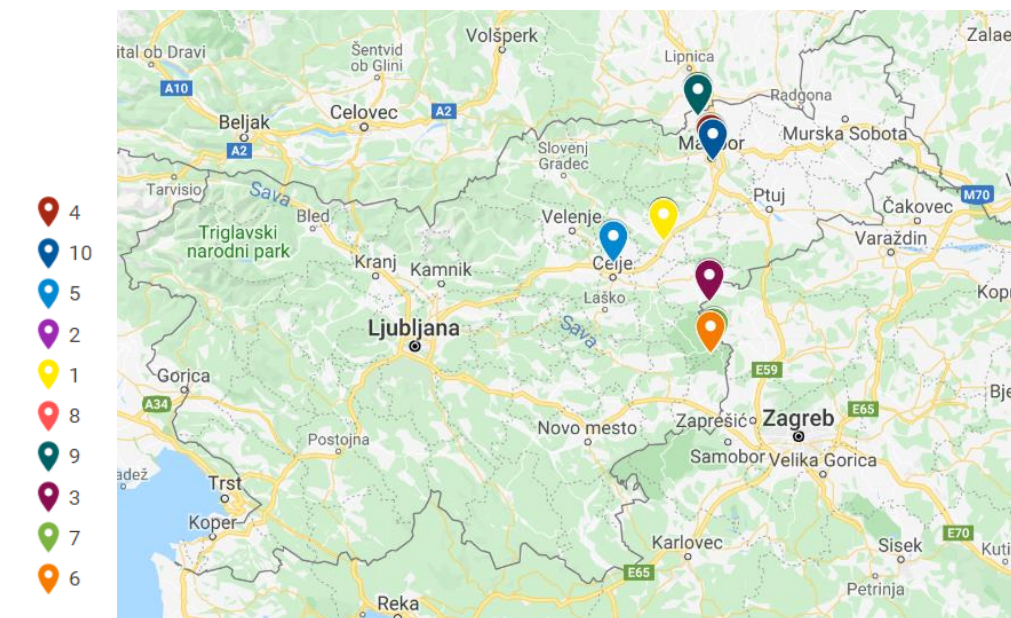 4
10
5
2
1
8
9
3
7
6
Volšperk
Zalae
ital ob Dravi
Šentvid
ob Glini
Lipnica
A10
Radgona
Celovec
A2
Beljak
Murska Sobota
Ma bor
A2
Slovenj
Gradec
Tarvisio
Sava
Ptuj
M70
Bled
Velenje
Čakovec
Triglavski
narodni park
Varaždin
Kranj
Kamnik
Celje
Laško
Kopr
Ljubljana
Sava
E59
Gorica
Bje
A34
E65
Zaprešić
Zagreb
Novo mesto
Postojna
Samobor
Velika Gorica
adež
Trst
Koper
E70
Karlovec
Sisek
Kuti
E65
Petrinja
Reka